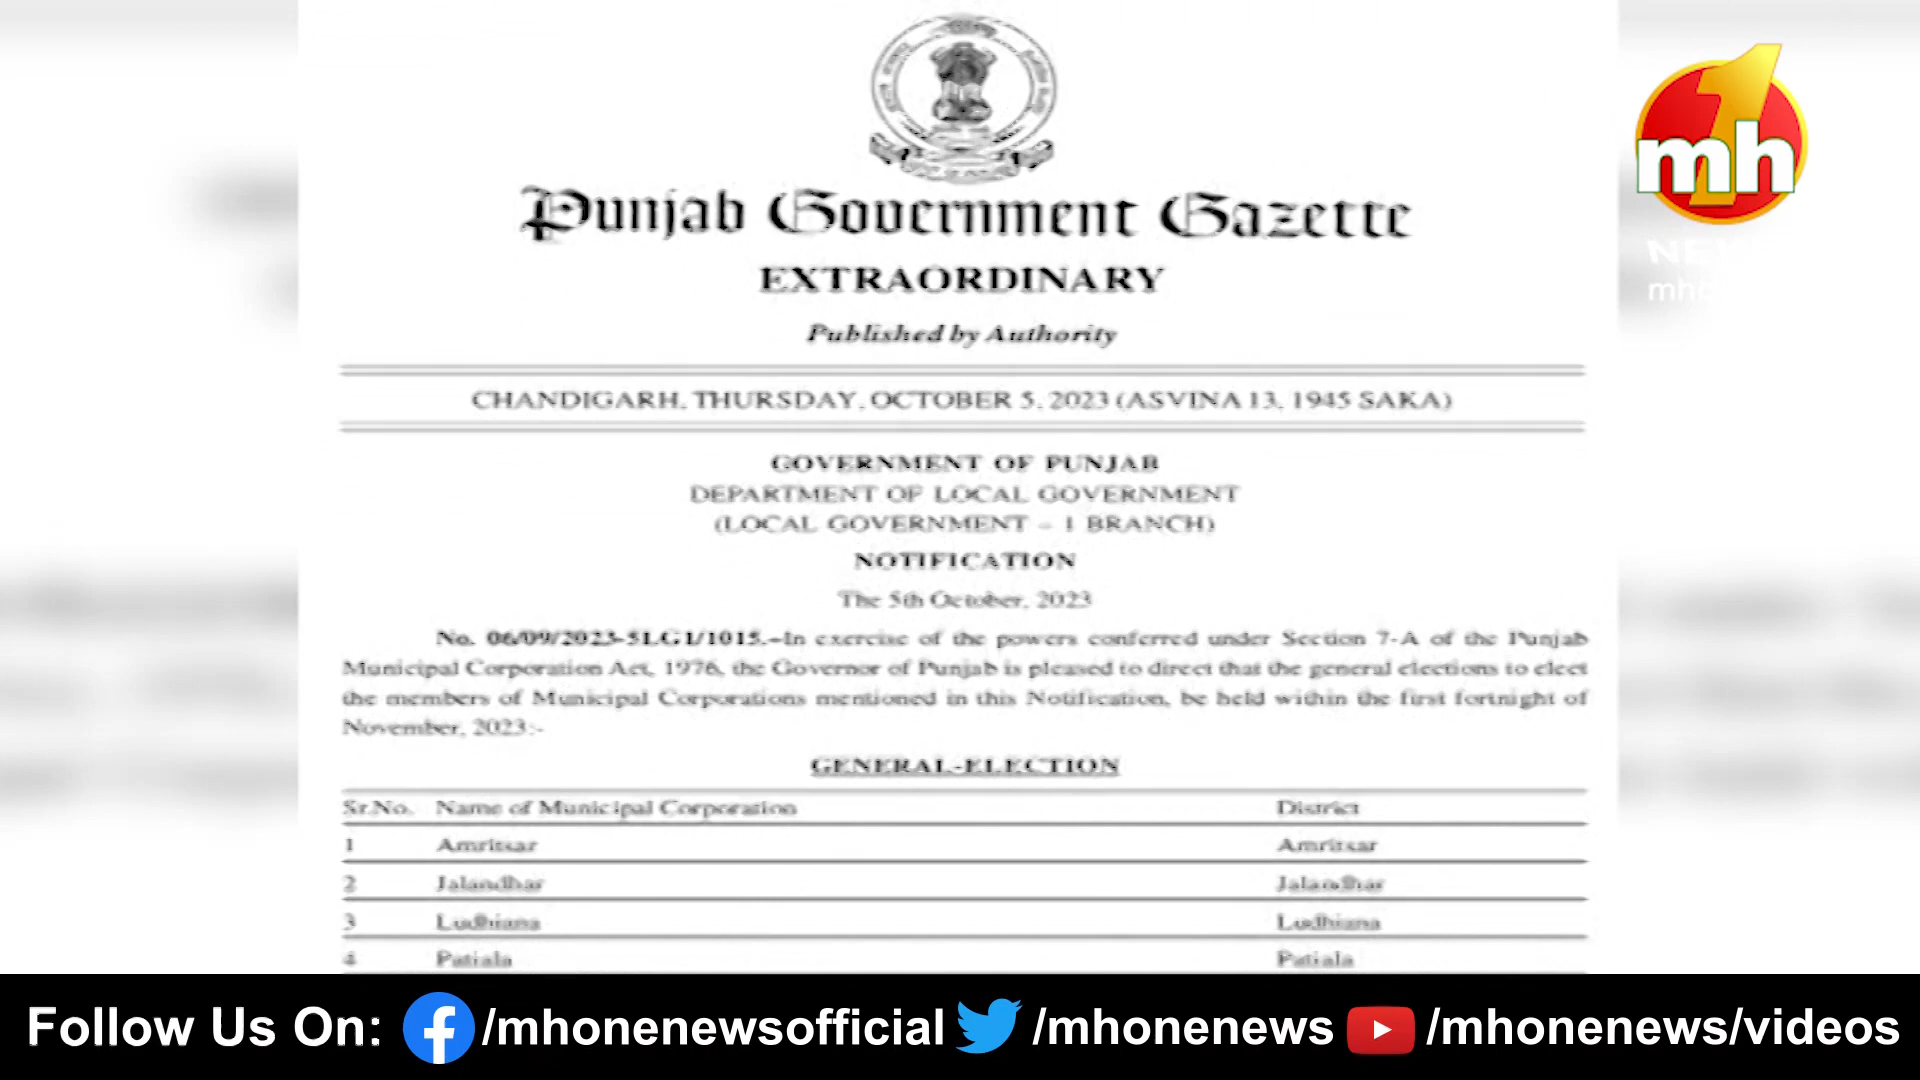 Punjab Government Gazette
EXTRAORDINARY
Published by Authority
CHANDIGARH, THURSDAY, OCTOBER 5, 2023 (ASVINA 13, 1945 SAKA)
GOVERNMENT OF PUNJAB
DEPARTMENT OF LOCAL GOVERNMENT
(LOCAL GOVERNMENT – 1 BRANCH)
NOTIFICATION
The 5th October, 2023
No. 06/09/2023-5LG1/1015.-In exercise of the powers conferred under Section 7-A of the Punjab
Municipal Corporation Act, 1976, the Governor of Punjab is pleased to direct that the general elections to elect
the members of Municipal Corporations mentioned in this Notification, be held within the first fortnight of
November, 2023:-
GENERAL-ELECTION
Sr.No. Name of Municipal Corporation District
1 Amritsar Amritsar
2 Jalandhar Jalandhar
3 Ludhiana Ludhiana
4 Patiala Patiala
1
mh
Follow Us On: /mhonenewsofficial /mhonenews /mhonenews/videos